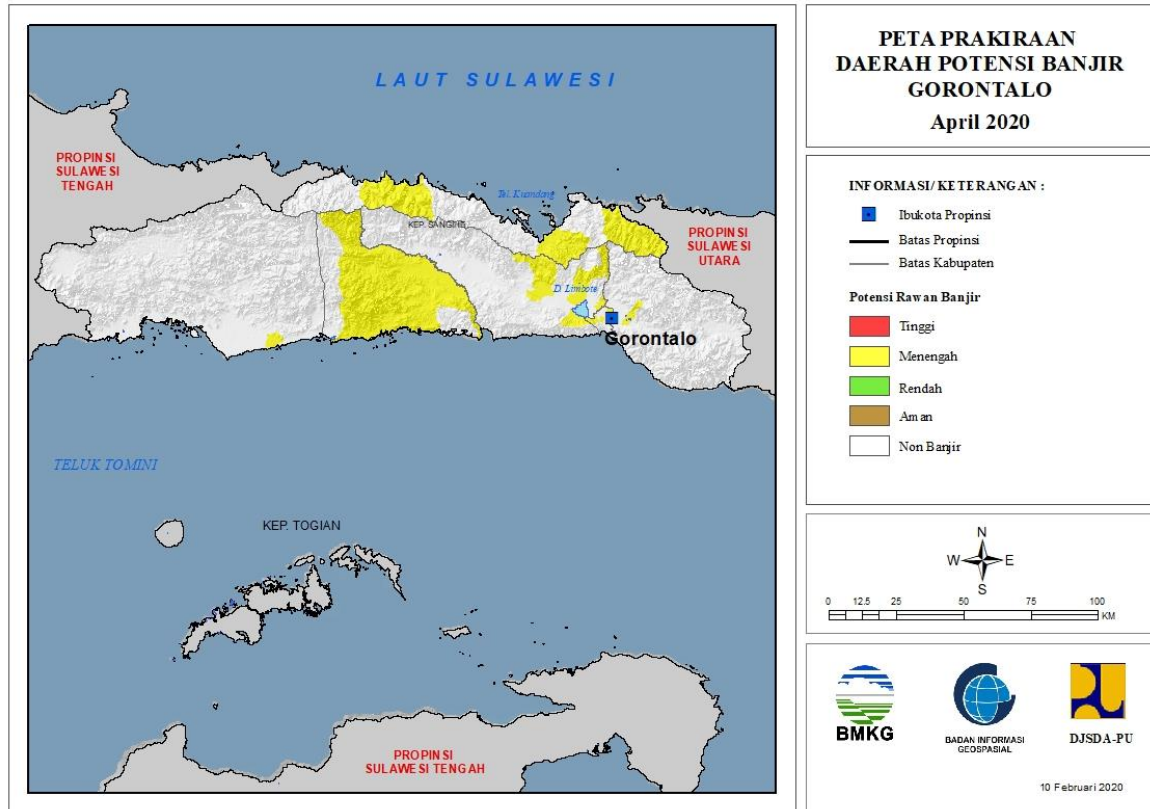 LAUT SULAWESI
PROPINSI
SULAWESI
TENGAH
Tel. Kuandang
KEP. SANGIHE
PROPINSI
SULAWESI
UTARA
D. Limboto
Gorontalo
TELUK TOMINI
KEP. TOGIAN
PROPINSI
SULAWESI TENGAH
PETA PRAKIRAAN
DAERAH POTENSI BANJIR
GORONTALO
April 2020
INFORMASI/ KETERANGAN :
Ibukota Propinsi
Batas Propinsi
Batas Kabupaten
Potensi Rawan Banjir
Tinggi
Menengah
Rendah
Aman
Non Banjir
N
W E
S
0 12.5 25 50 75 100
KM
BMKG
BADAN INFORMASI
GEOSPASIAL
DJSDA-PU
10 Februari 2020